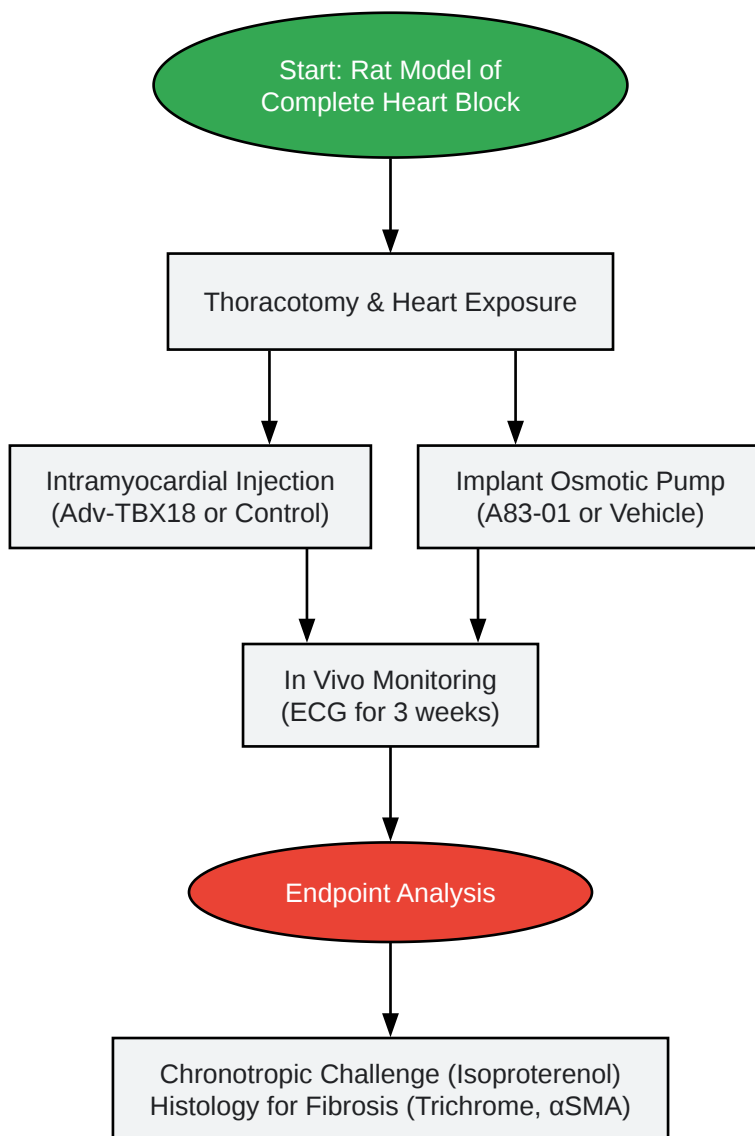 Start: Rat Model of
Complete Heart Block
Thoracotomy & Heart Exposure
Intramyocardial Injection
(Adv-TBX18 or Control)
Implant Osmotic Pump
(A83-01 or Vehicle)
In Vivo Monitoring
(ECG for 3 weeks)
Endpoint Analysis
Chronotropic Challenge (Isoproterenol)
Histology for Fibrosis (Trichrome, αSMA)